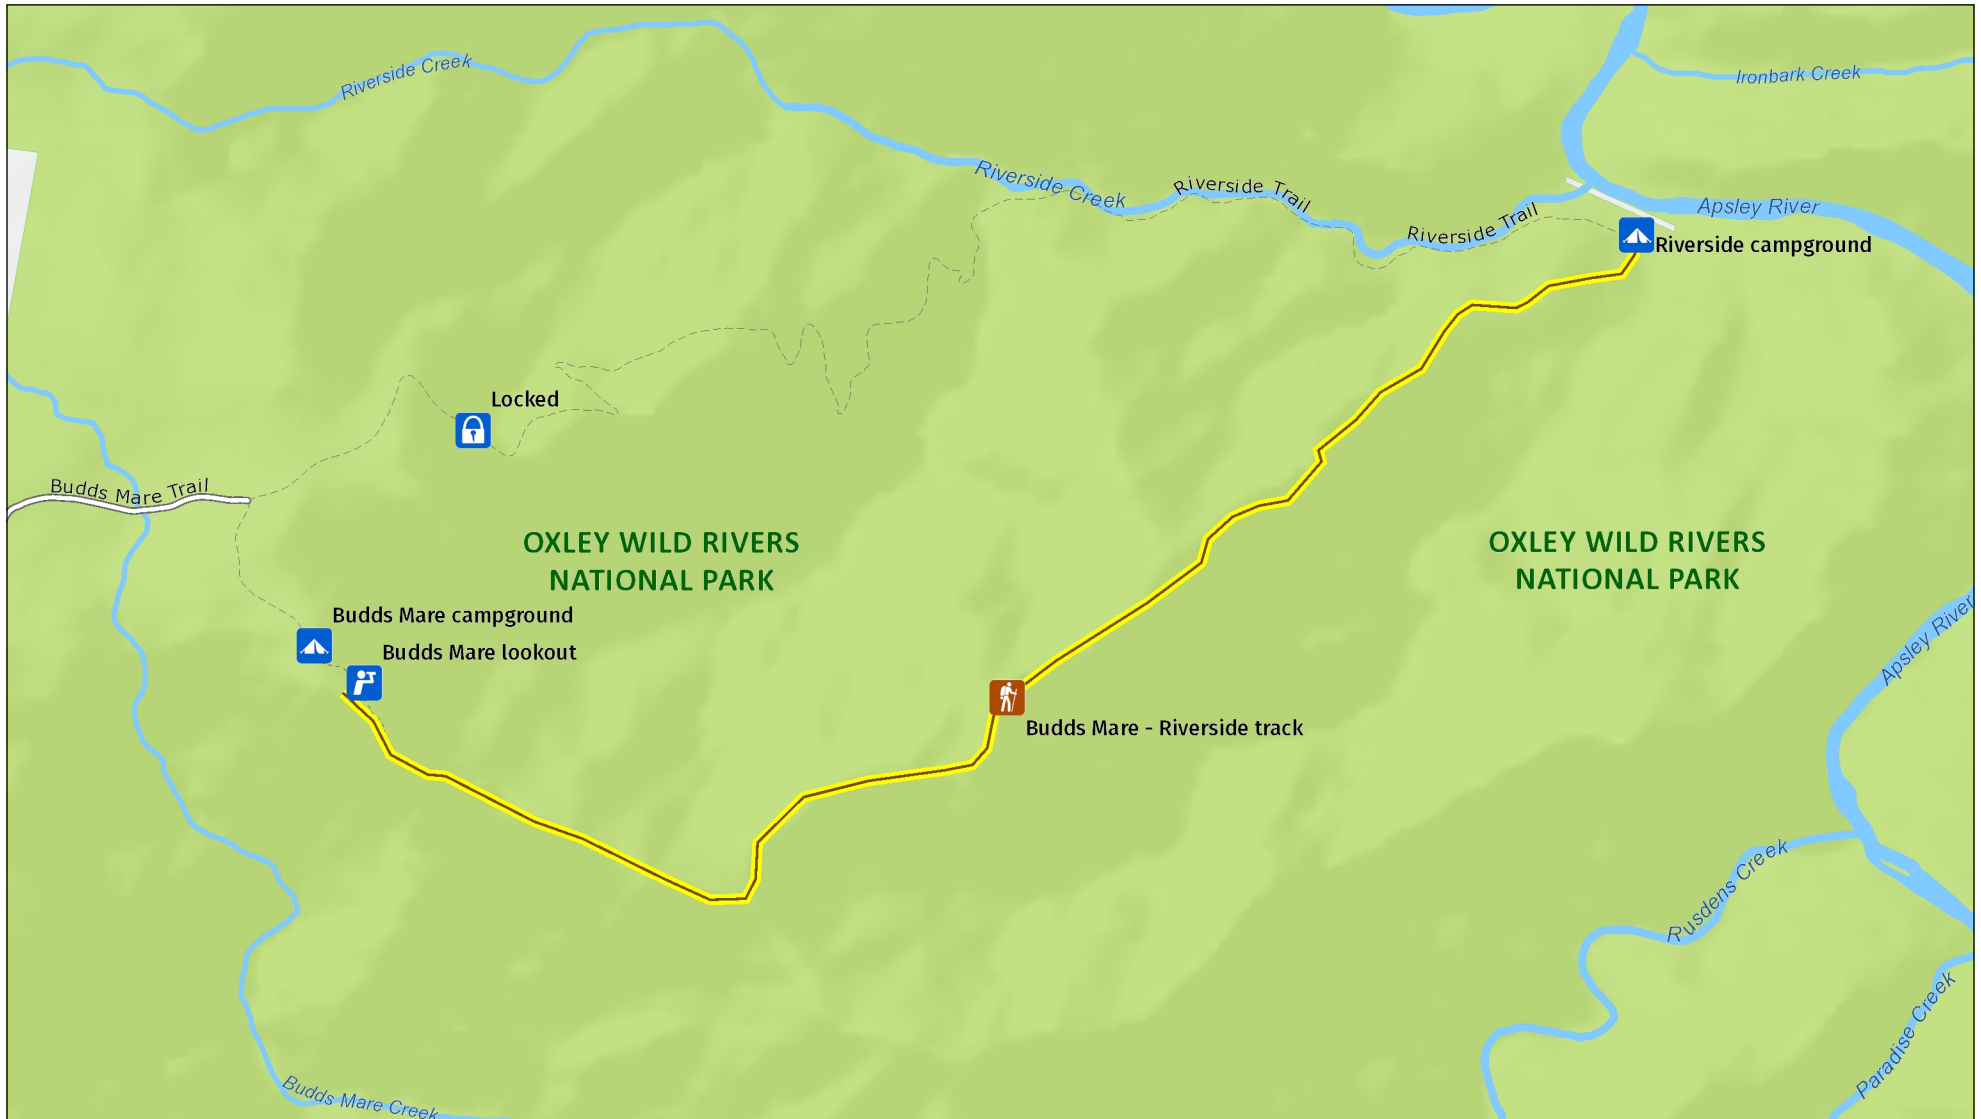 Riverside Creek
Ironbark Creek
Riverside Creek
Riverside Trail
Riverside Trail
Apsley River
Riverside campground
Locked
Budds Mare Trail
OXLEY WILD RIVERS
NATIONAL PARK
OXLEY WILD RIVERS
NATIONAL PARK
Budds Mare campground
Budds Mare lookout
Apsley River
Budds Mare - Riverside track
Rusdens Creek
Paradise Creek
Budds Mare Creek